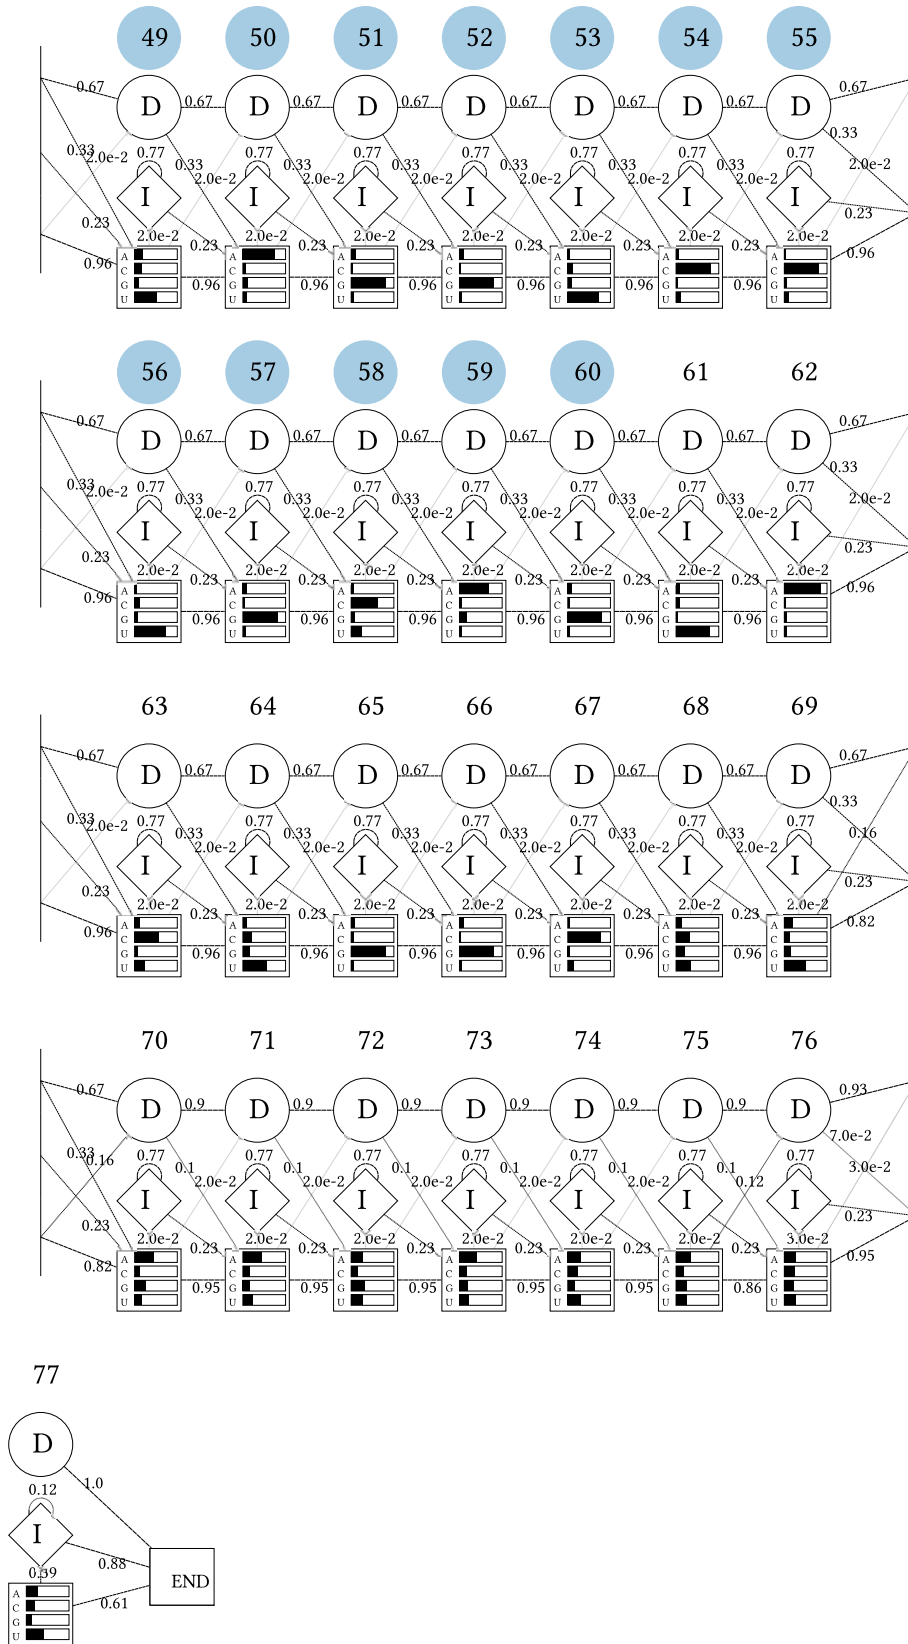 49 50 51 52 53 54 55
0.67 0.67 0.67 0.67 0.67 0.67 0.67 0.67
D D D D D D D
0.33
0.33 2.0e-2 0.77 0.33 0.77 0.33 0.77 0.33 0.77 0.33 0.77 0.33 0.77 0.33 0.77 2.0e-2
2.0e-2 2.0e-2 2.0e-2 2.0e-2 2.0e-2 2.0e-2
I I I I I I I
0.23 0.23
2.0e-2 2.0e-2 2.0e-2 2.0e-2 2.0e-2 2.0e-2 2.0e-2
0.23 0.23 0.23 0.23 0.23 0.23
0.96 0.96
A A A A A A A
C C C C C C C
0.96 0.96 0.96 0.96 0.96 0.96
G G G G G G G
U U U U U U U
56 57 58 59 60 61 62
0.67 0.67 0.67 0.67 0.67 0.67 0.67 0.67
D D D D D D D
0.33
0.33 2.0e-2 0.77 0.33 0.77 0.33 0.77 0.33 0.77 0.33 0.77 0.33 0.77 0.33 0.77 2.0e-2
2.0e-2 2.0e-2 2.0e-2 2.0e-2 2.0e-2 2.0e-2
I I I I I I I
0.23 0.23
2.0e-2 2.0e-2 2.0e-2 2.0e-2 2.0e-2 2.0e-2 2.0e-2
0.23 0.23 0.23 0.23 0.23 0.23
0.96 0.96
A A A A A A A
C C C C C C C
0.96 0.96 0.96 0.96 0.96 0.96
G G G G G G G
U U U U U U U
63 64 65 66 67 68 69
0.67 0.67 0.67 0.67 0.67 0.67 0.67 0.67
D D D D D D D
0.33
0.33 2.0e-2 0.77 0.33 0.77 0.33 0.77 0.33 0.77 0.33 0.77 0.33 0.77 0.33 0.77 0.16
2.0e-2 2.0e-2 2.0e-2 2.0e-2 2.0e-2 2.0e-2
I I I I I I I
0.23 0.23
2.0e-2 2.0e-2 2.0e-2 2.0e-2 2.0e-2 2.0e-2 2.0e-2
0.23 0.23 0.23 0.23 0.23 0.23
0.96 0.82
A A A A A A A
C C C C C C C
0.96 0.96 0.96 0.96 0.96 0.96
G G G G G G G
U U U U U U U
70 71 72 73 74 75 76
0.67 0.9 0.9 0.9 0.9 0.9 0.9 0.93
D D D D D D D
7.0e-2
0.33 0.16 0.77 0.1 0.77 0.1 0.77 0.1 0.77 0.1 0.77 0.1 0.77 0.1 0.77 3.0e-2
2.0e-2 2.0e-2 2.0e-2 2.0e-2 2.0e-2 0.12
I I I I I I I
0.23 0.23
2.0e-2 2.0e-2 2.0e-2 2.0e-2 2.0e-2 2.0e-2 3.0e-2
0.23 0.23 0.23 0.23 0.23 0.23
0.82 0.95
A A A A A A A
C C C C C C C
0.95 0.95 0.95 0.95 0.95 0.86
G G G G G G G
U U U U U U U
77
D
1.0
0.12
I
0.88
0.39
END
A
C
0.61
G
U